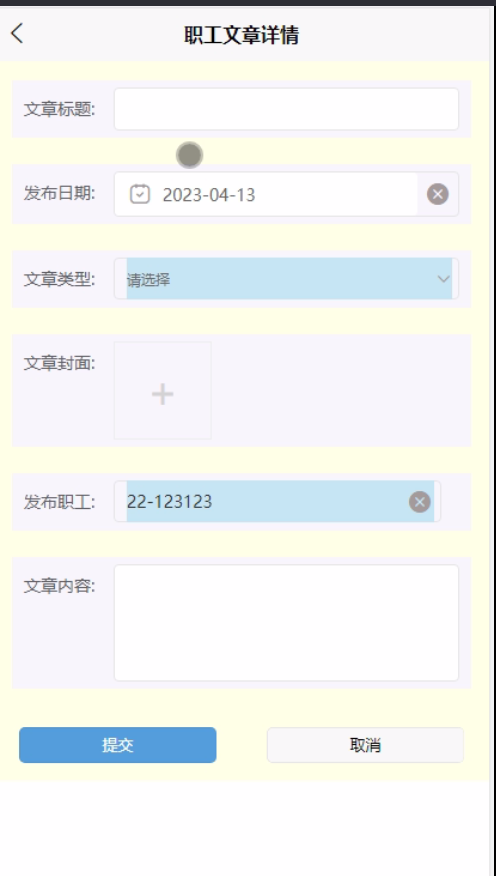 职工文章详情
文章标题:
发布日期: 2023-04-13
文章类型: 请选择
文章封面:
发布职工: 22-123123
文章内容:
提交 取消